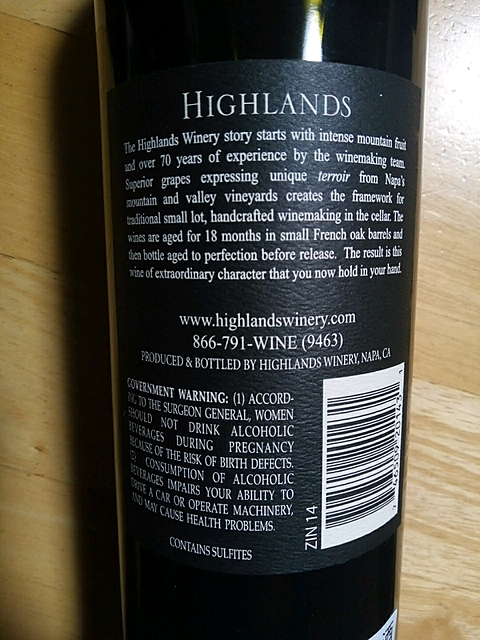 HIGHLANDS
The Highlands Winery story starts with intense mountain fruit
and over 70 years of experience by the winemaking team.
Superior grapes expressing unique terroir from Napa's
mountain and valley vineyards creates the framework for
traditional small lot, handcrafted winemaking in the cellar. The
wines are aged for 18 months in small French oak barrels and
then bottle aged to perfection before release. The result is this
wine of extraordinary character that you now hold in your hand.
www.highlandswinery.com
866-791-WINE (9463)
PRODUCED & BOTTLED BY HIGHLANDS WINERY, NAPA, CA
GOVERNMENT WARNING: (1) ACCORD-
ING TO THE SURGEON GENERAL, WOMEN
SHOULD NOT DRINK ALCOHOLIC
BEVERAGES DURING PREGNANCY
BECAUSE OF THE RISK OF BIRTH DEFECTS.
(2) CONSUMPTION OF ALCOHOLIC
BEVERAGES IMPAIRS YOUR ABILITY TO
DRIVE A CAR OR OPERATE MACHINERY,
AND MAY CAUSE HEALTH PROBLEMS.
CONTAINS SULFITES
ZIN 14